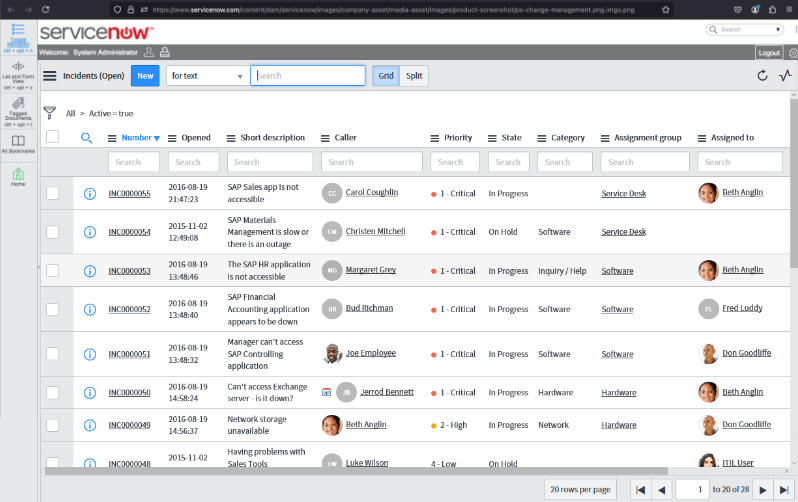 https://www.servicenow.com/content/dam/servicenow/images/company-asset/media-asset/images/product-screenshot/ps-change-management.png.imgo.png
servicenow
Search
Toggle
Navigator
ctrl + opt + n
Welcome: System Administrator
Logout
List and Form
View
ctrl + opt + v
Incidents (Open) New for text Search Grid Split
Tagged
Documents
ctrl + opt + t
All > Active = true
All Bookmarks
Home
Number Opened Short description Caller Priority State Category Assignment group Assigned to
Search Search Search Search Search Search Search Search Search
INC0000055 2016-08-19 21:47:23 SAP Sales app is not accessible CC Carol Coughlin 1 - Critical In Progress Service Desk Beth Anglin
INC0000054 2015-11-02 12:49:08 SAP Materials Management is slow or there is an outage CM Christen Mitchell 1 - Critical On Hold Software Service Desk
INC0000053 2016-08-19 13:48:46 The SAP HR application is not accessible MG Margaret Grey 1 - Critical In Progress Inquiry / Help Software Beth Anglin
INC0000052 2016-08-19 13:48:40 SAP Financial Accounting application appears to be down BR Bud Richman 1 - Critical In Progress Software Software FL Fred Luddy
INC0000051 2016-08-19 13:48:32 Manager can't access SAP Controlling application Joe Employee 1 - Critical In Progress Software Software Don Goodliffe
INC0000050 2016-08-19 14:58:24 Can't access Exchange server - is it down? JB Jerrod Bennett 1 - Critical In Progress Hardware Hardware Beth Anglin
INC0000049 2016-08-19 14:56:37 Network storage unavailable Beth Anglin 2 - High In Progress Network Hardware Don Goodliffe
INC0000048 2015-11-02 Having problems with Sales Tools LW Luke Wilson 4 - Low On Hold ITIL User
20 rows per page 1 to 20 of 28